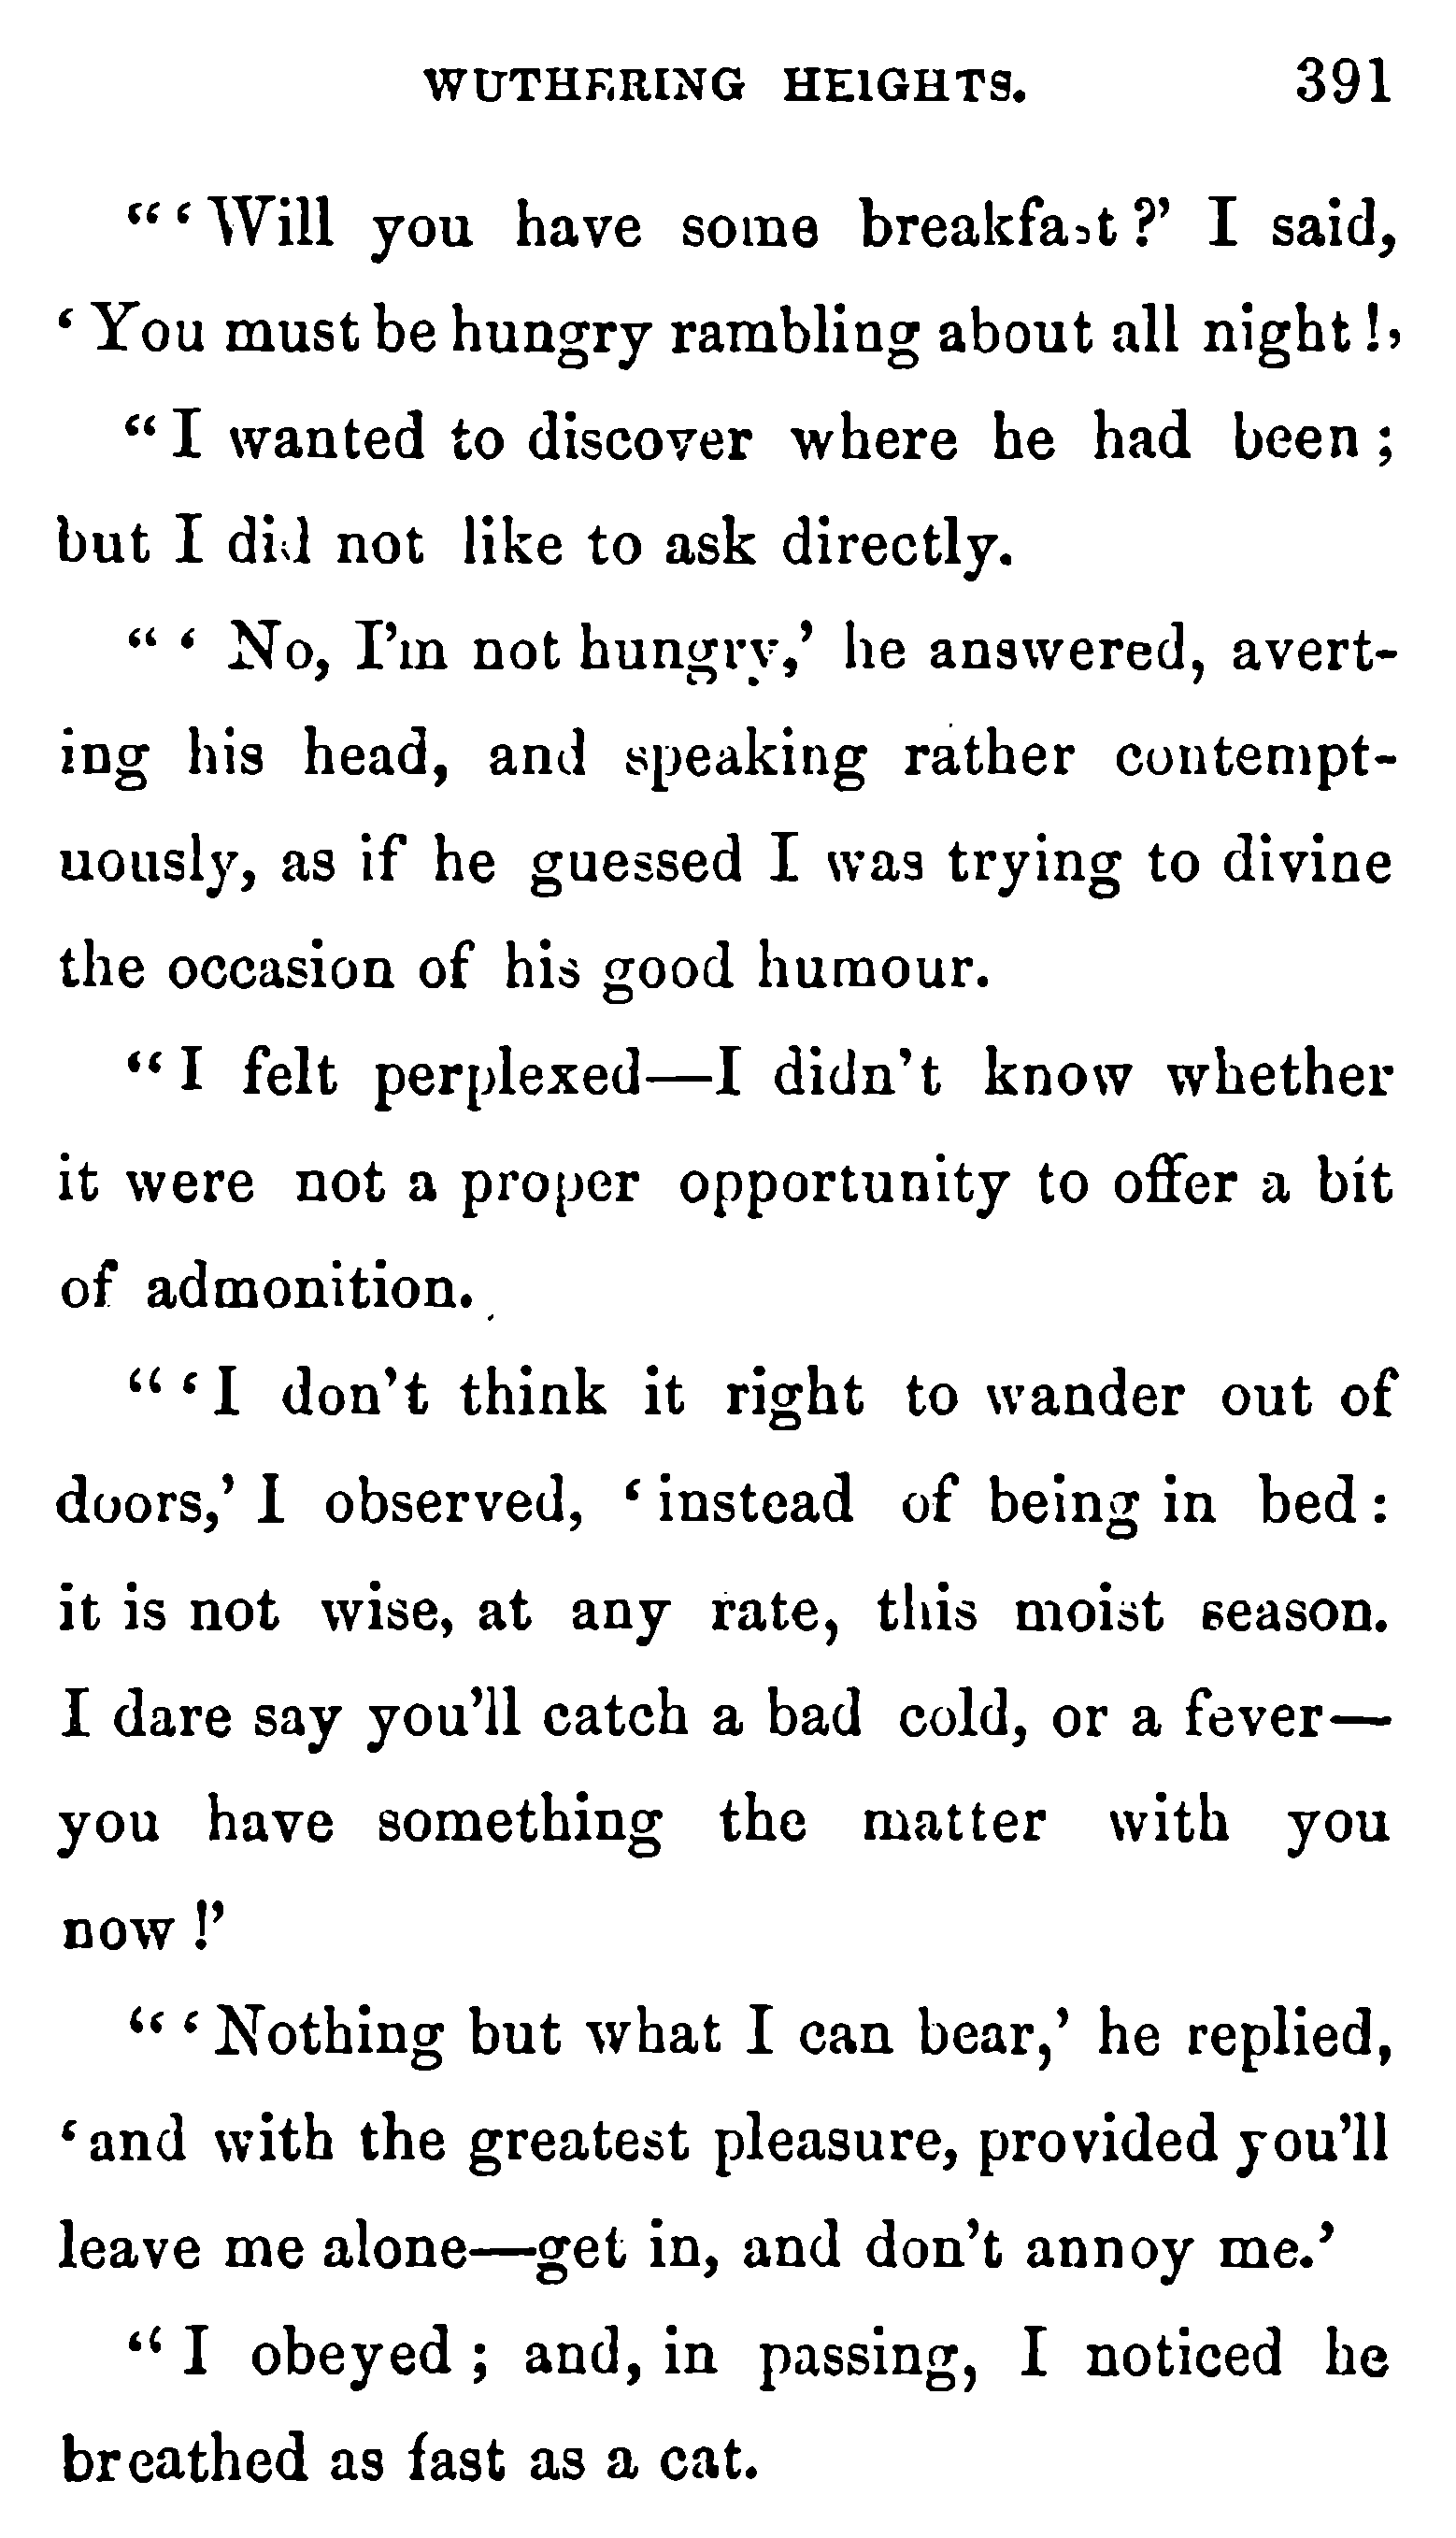 WUTHERING HEIGHTS. 391
"'Will you have some breakfast?' I said,
'You must be hungry rambling about all night!'
"I wanted to discover where he had been;
but I did not like to ask directly.
"'No, I'm not hungry,' he answered, avert-
ing his head, and speaking rather contempt-
uously, as if he guessed I was trying to divine
the occasion of his good humour.
"I felt perplexed—I didn't know whether
it were not a proper opportunity to offer a bit
of admonition.
"'I don't think it right to wander out of
doors,' I observed, 'instead of being in bed:
it is not wise, at any rate, this moist season.
I dare say you'll catch a bad cold, or a fever—
you have something the matter with you
now!'
"'Nothing but what I can bear,' he replied,
'and with the greatest pleasure, provided you'll
leave me alone—get in, and don't annoy me.'
"I obeyed; and, in passing, I noticed he
breathed as fast as a cat.